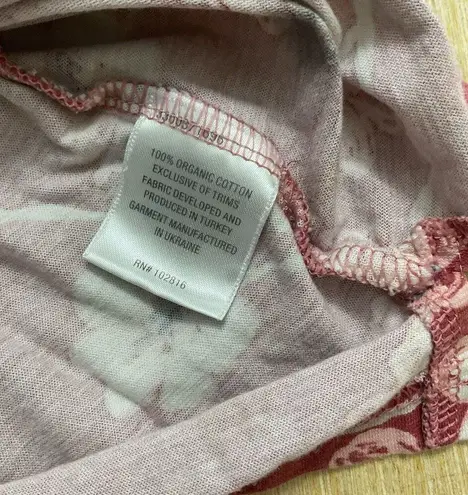 100% ORGANIC COTTON
EXCLUSIVE OF TRIMS
FABRIC DEVELOPED AND
PRODUCED IN TURKEY
GARMENT MANUFACTURED
IN UKRAINE
RN# 102816